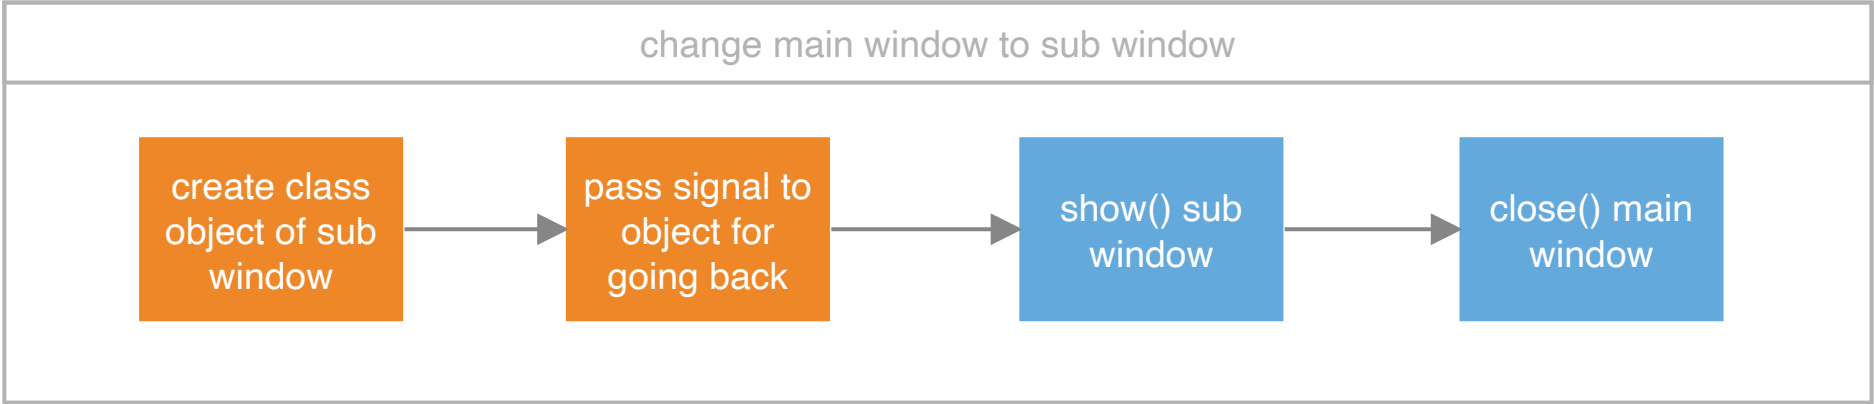 change main window to sub window
create class
object of sub
window
pass signal to
object for
going back
show() sub
window
close() main
window